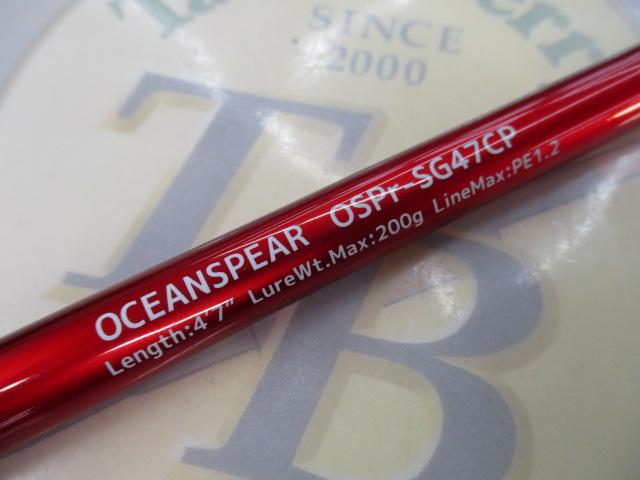 SINCE
2000
TB
OCEANSPEAR OSPr-SG47CP
Length:4'7" LureWt.Max:200g LineMax:PE1.2